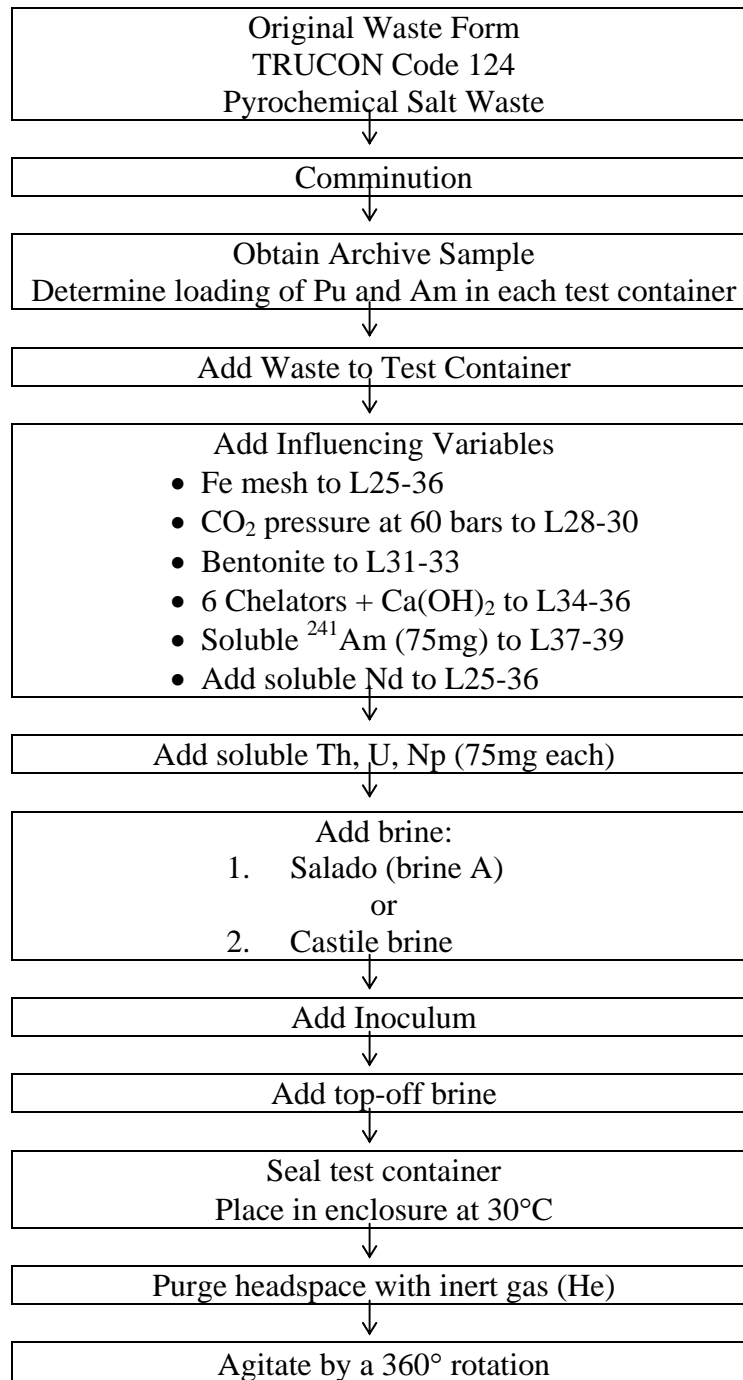 Original Waste Form
TRUCON Code 124
Pyrochemical Salt Waste
Comminution
Obtain Archive Sample
Determine loading of Pu and Am in each test container
Add Waste to Test Container
Add Influencing Variables
• Fe mesh to L25-36
• CO₂ pressure at 60 bars to L28-30
• Bentonite to L31-33
• 6 Chelators + Ca(OH)₂ to L34-36
• Soluble ²⁴¹Am (75mg) to L37-39
• Add soluble Nd to L25-36
Add soluble Th, U, Np (75mg each)
Add brine:
1. Salado (brine A)
or
2. Castile brine
Add Inoculum
Add top-off brine
Seal test container
Place in enclosure at 30°C
Purge headspace with inert gas (He)
Agitate by a 360° rotation